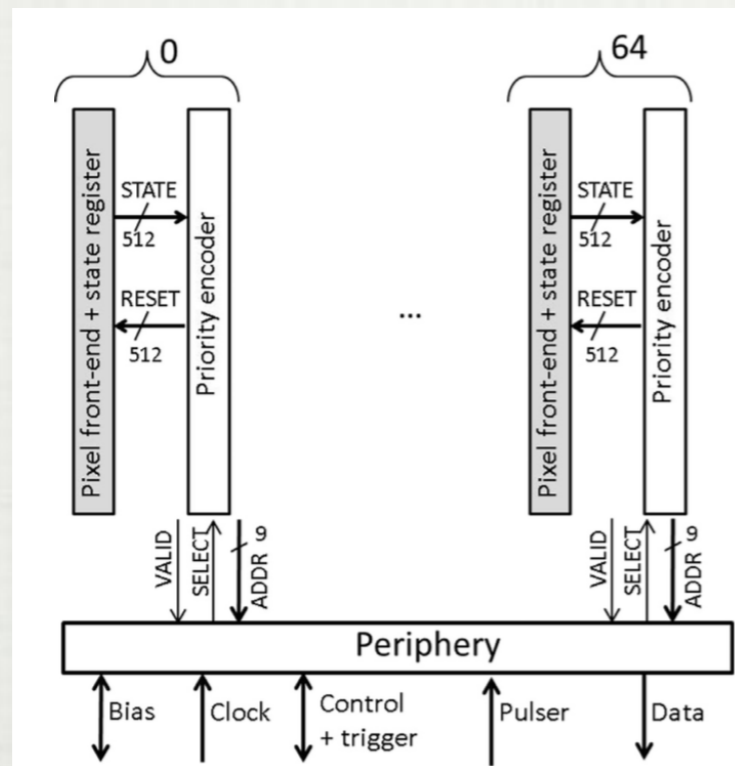 0
64
Pixel front-end + state register
STATE
512
RESET
512
Priority encoder
...
Pixel front-end + state register
STATE
512
RESET
512
Priority encoder
VALID
SELECT
9
ADDR
VALID
SELECT
9
ADDR
Periphery
Bias
Clock
Control
+ trigger
Pulser
Data